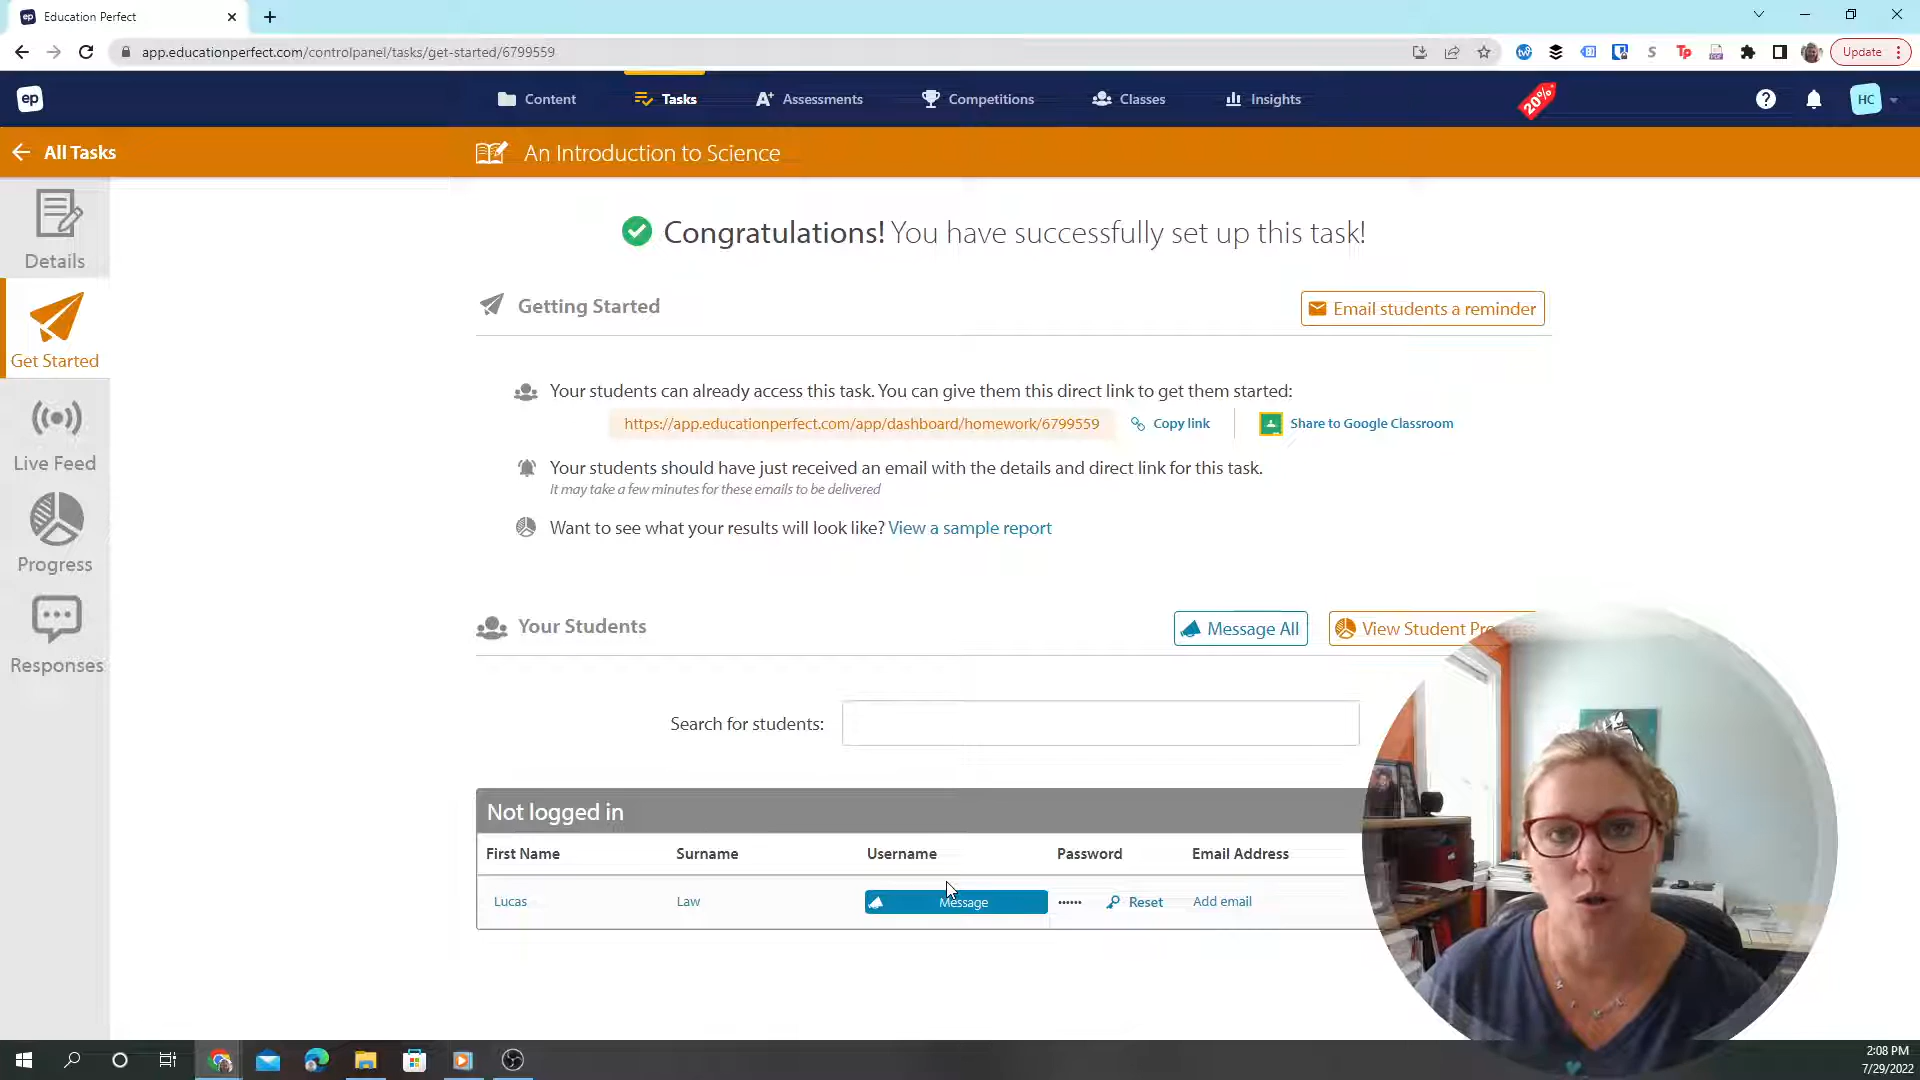 ep Education Perfect
app.educationperfect.com/controlpanel/tasks/get-started/6799559
Update
ep
Content
Tasks
A+ Assessments
Competitions
Classes
Insights
20%
HC
All Tasks
An Introduction to Science
Details
Get Started
Live Feed
Progress
Responses
Congratulations! You have successfully set up this task!
Getting Started
Email students a reminder
Your students can already access this task. You can give them this direct link to get them started:
https://app.educationperfect.com/app/dashboard/homework/6799559
Copy link
Share to Google Classroom
Your students should have just received an email with the details and direct link for this task.
It may take a few minutes for these emails to be delivered
Want to see what your results will look like? View a sample report
Your Students
Message All
View Student Progress
Search for students:
Not logged in
First Name Surname Username Password Email Address
Lucas Law Message •••••• Reset Add email
2:08 PM
7/29/2022